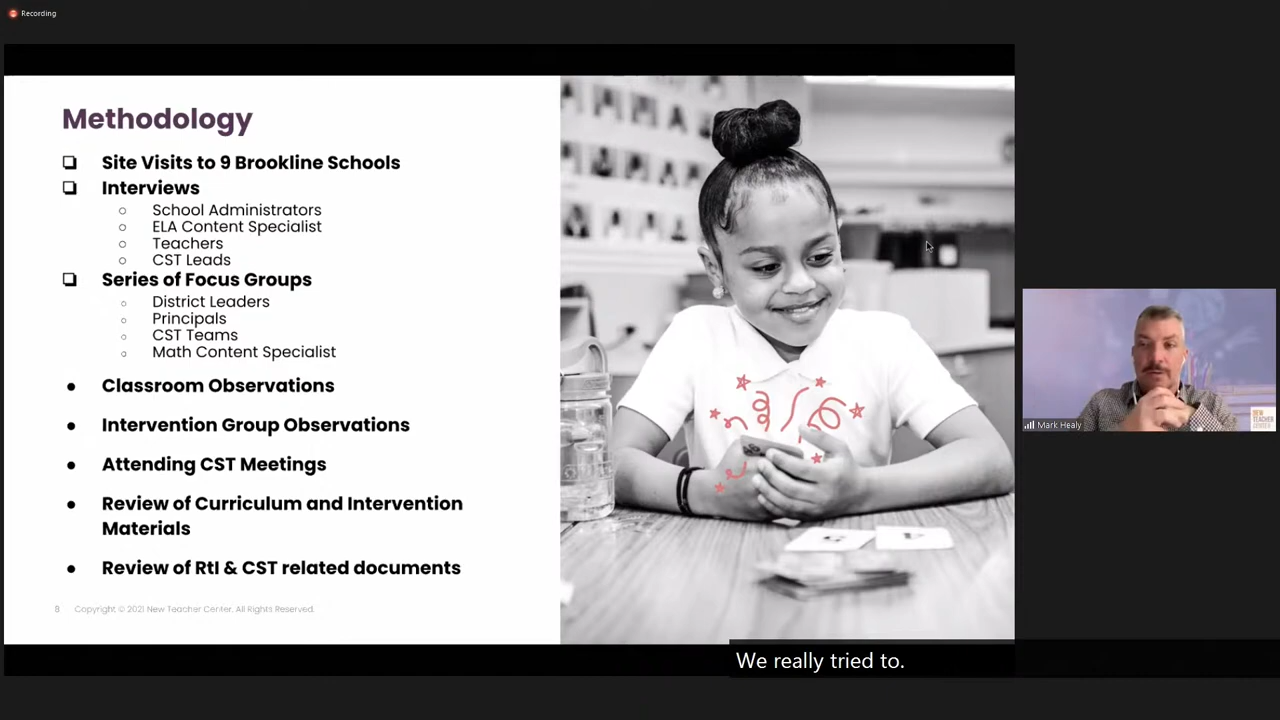 Recording
Methodology
Site Visits to 9 Brookline Schools
Interviews
School Administrators
ELA Content Specialist
Teachers
CST Leads
Series of Focus Groups
District Leaders
Principals
CST Teams
Math Content Specialist
Classroom Observations
Intervention Group Observations
Attending CST Meetings
Review of Curriculum and Intervention
Materials
Review of RtI & CST related documents
8 Copyright © 2021 New Teacher Center. All Rights Reserved.
Mark Healy
NEW
TEACHER
CENTER
We really tried to.